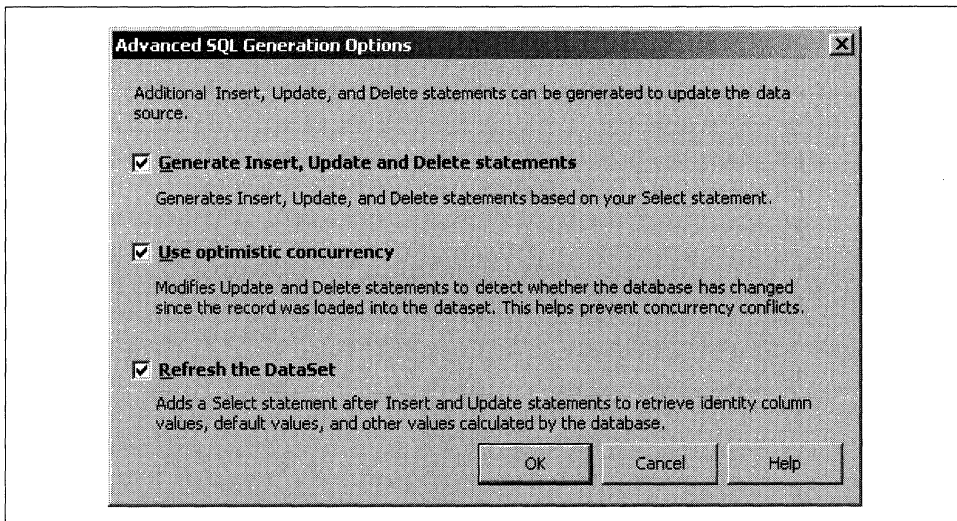 Advanced SQL Generation Options
Additional Insert, Update, and Delete statements can be generated to update the data
source.
Generate Insert, Update and Delete statements
Generates Insert, Update, and Delete statements based on your Select statement.
Use optimistic concurrency
Modifies Update and Delete statements to detect whether the database has changed
since the record was loaded into the dataset. This helps prevent concurrency conflicts.
Refresh the DataSet
Adds a Select statement after Insert and Update statements to retrieve identity column
values, default values, and other values calculated by the database.
OK Cancel Help